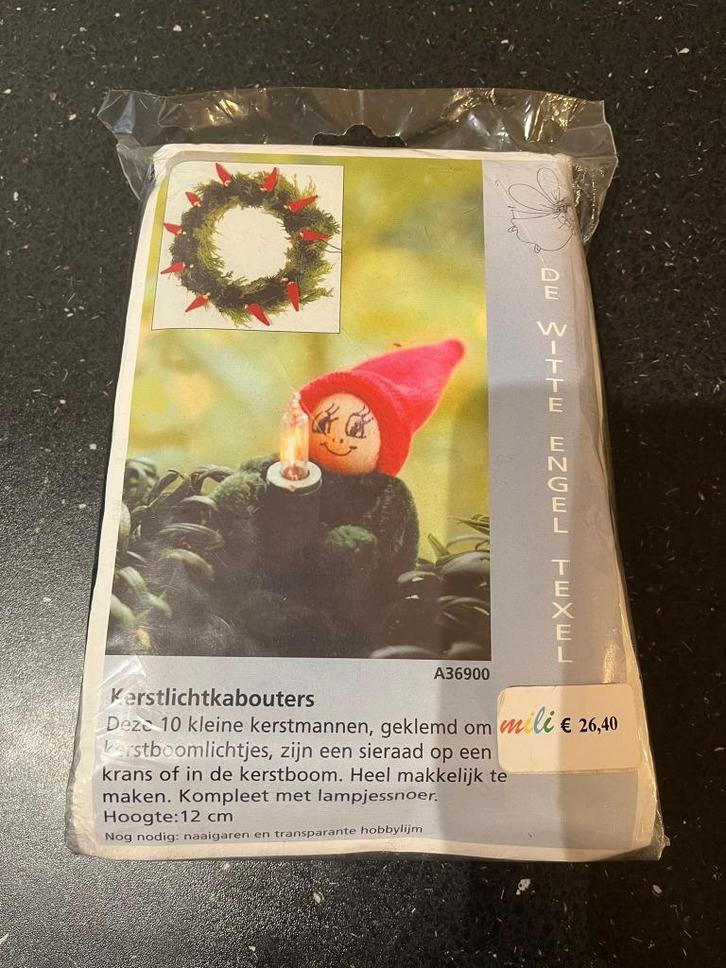 DE WITTE ENGEL TEXEL
A36900
Kerstlichtkabouters
Deze 10 kleine kerstmannen, geklemd om
kerstboomlichtjes, zijn een sieraad op een
krans of in de kerstboom. Heel makkelijk te
maken. Kompleet met lampjessnoer.
Hoogte:12 cm
Nog nodig: naaigaren en transparante hobbylijm
mili € 26,40